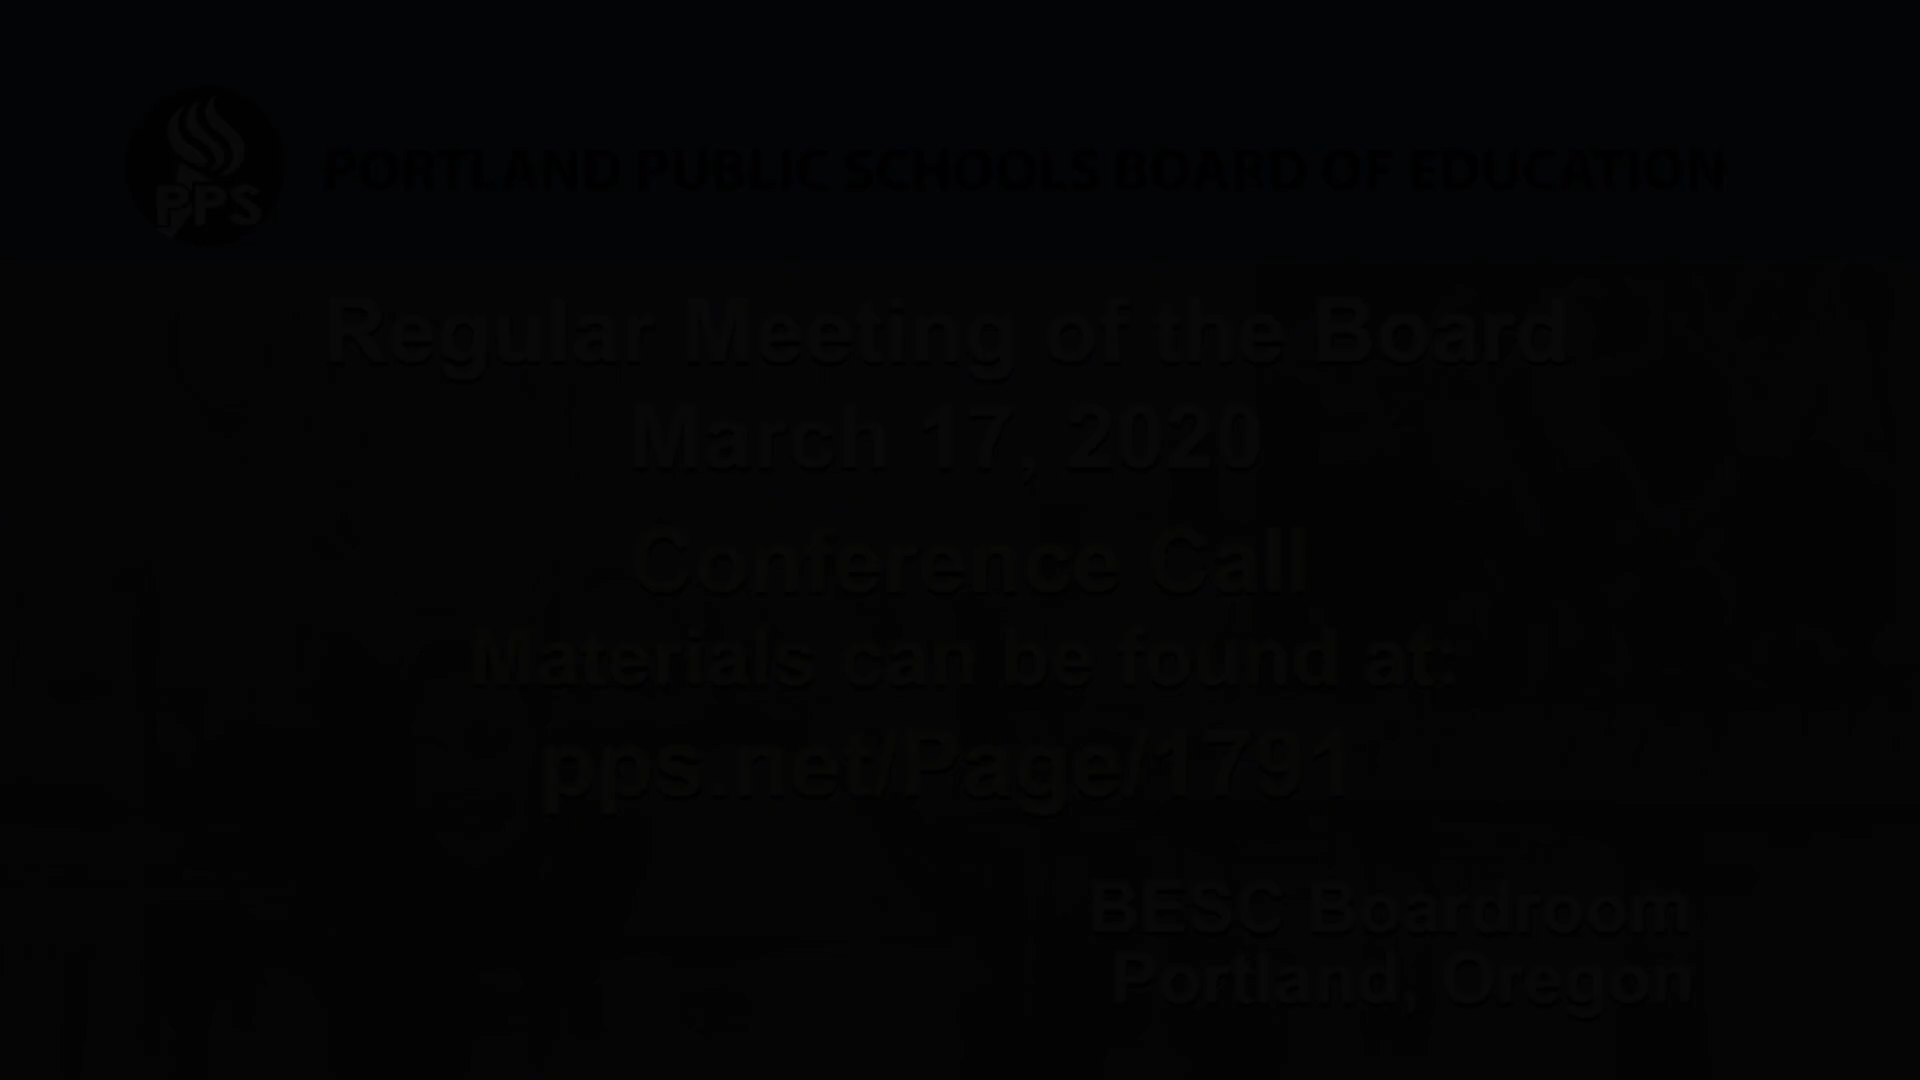 PPS
PORTLAND PUBLIC SCHOOLS BOARD OF EDUCATION
Regular Meeting of the Board
March 17, 2020
Conference Call
Materials can be found at:
pps.net/Page/1791
BESC Boardroom
Portland, Oregon